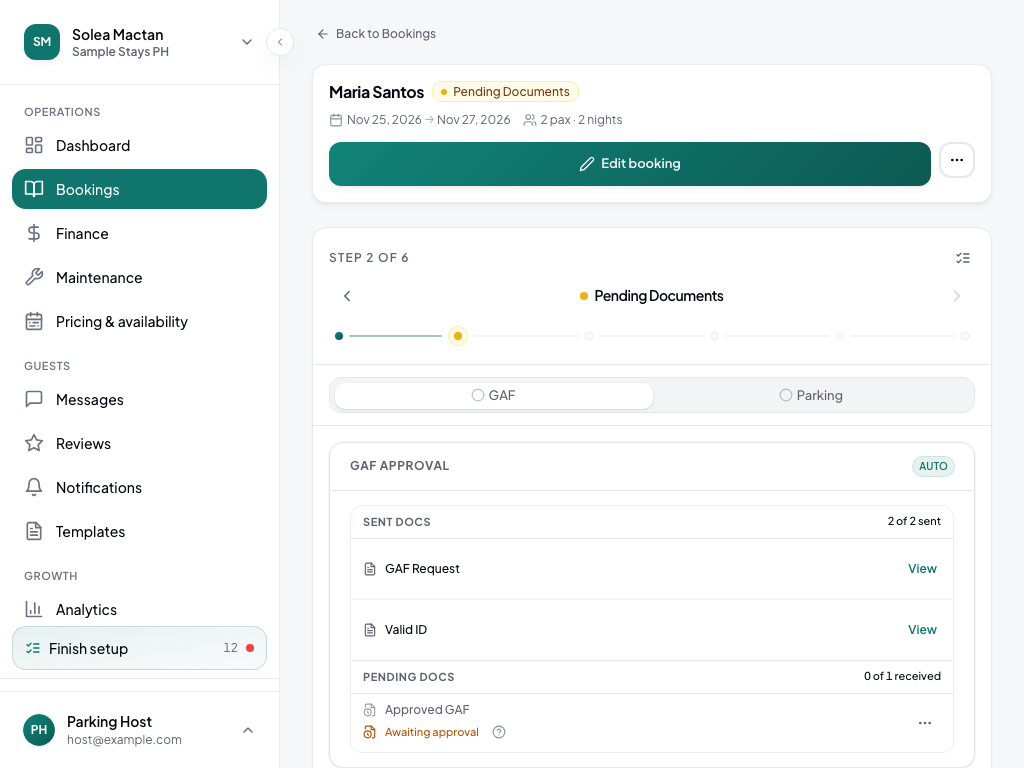 SM
Solea Mactan
Sample Stays PH
OPERATIONS
Dashboard
Bookings
Finance
Maintenance
Pricing & availability
GUESTS
Messages
Reviews
Notifications
Templates
GROWTH
Analytics
Finish setup 12
PH
Parking Host
host@example.com
Back to Bookings
Maria Santos Pending Documents
Nov 25, 2026 → Nov 27, 2026 2 pax · 2 nights
Edit booking
STEP 2 OF 6
Pending Documents
GAF Parking
GAF APPROVAL AUTO
SENT DOCS 2 of 2 sent
GAF Request View
Valid ID View
PENDING DOCS 0 of 1 received
Approved GAF
Awaiting approval